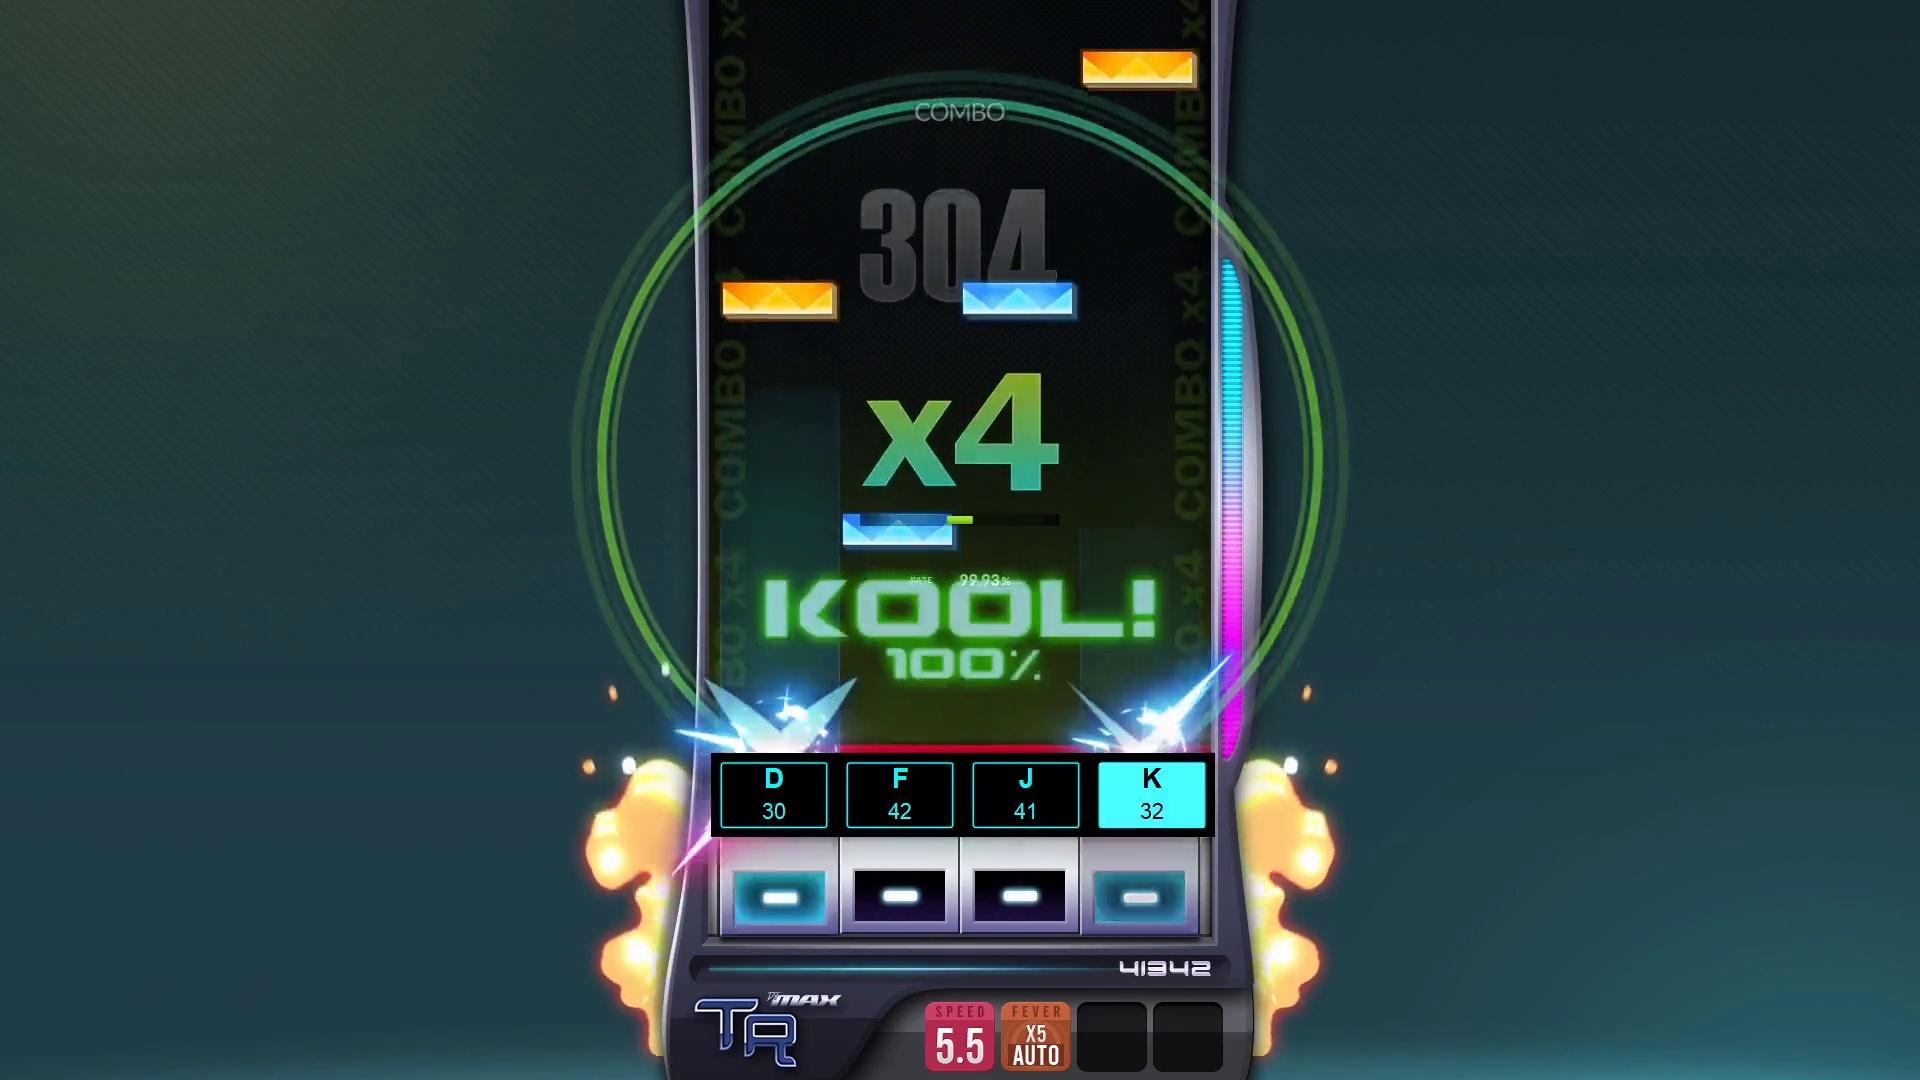 COMBO
304
x4
COMBO x4 COMBO x4 COMBO x4
COMBO x4 COMBO x4 COMBO x4
RATE 99.93%
KOOL!
100%
D F J K
30 42 41 32
41342
DJMAX
TR
SPEED FEVER
5.5 X5
AUTO